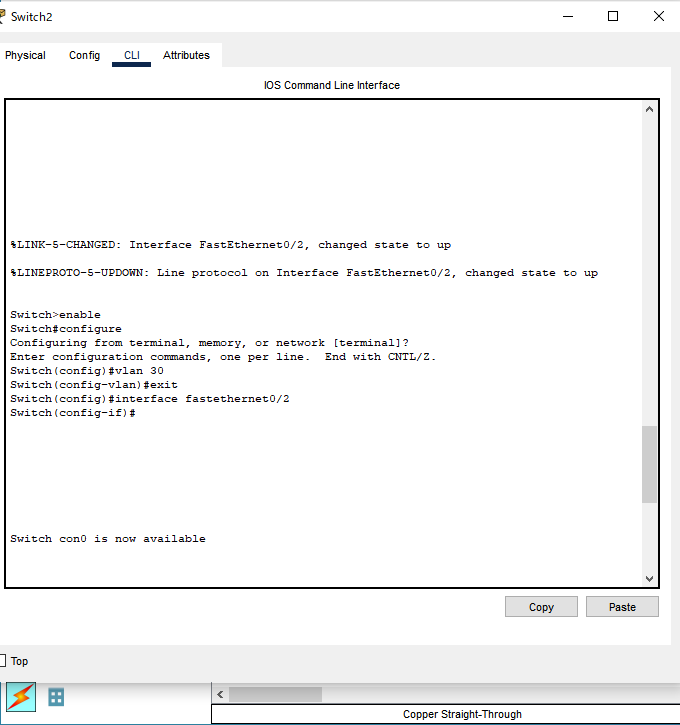 Switch2
Physical Config CLI Attributes
IOS Command Line Interface
%LINK-5-CHANGED: Interface FastEthernet0/2, changed state to up
%LINEPROTO-5-UPDOWN: Line protocol on Interface FastEthernet0/2, changed state to up
Switch>enable
Switch#configure
Configuring from terminal, memory, or network [terminal]?
Enter configuration commands, one per line.  End with CNTL/Z.
Switch(config)#vlan 30
Switch(config-vlan)#exit
Switch(config)#interface fastethernet0/2
Switch(config-if)#
Switch con0 is now available
Copy Paste
Top
Copper Straight-Through